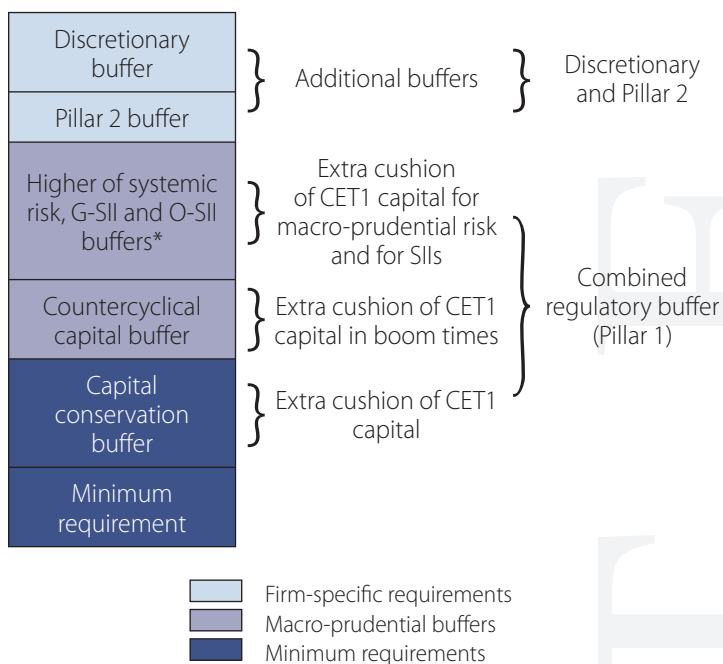 Discretionary
buffer
Pillar 2 buffer
Higher of systemic
risk, G-SII and O-SII
buffers*
Countercyclical
capital buffer
Capital
conservation
buffer
Minimum
requirement
Additional buffers
Extra cushion
of CET1 capital for
macro-prudential risk
and for SIIs
Extra cushion of CET1
capital in boom times
Extra cushion of CET1
capital
Discretionary
and Pillar 2
Combined
regulatory buffer
(Pillar 1)
Firm-specific requirements
Macro-prudential buffers
Minimum requirements